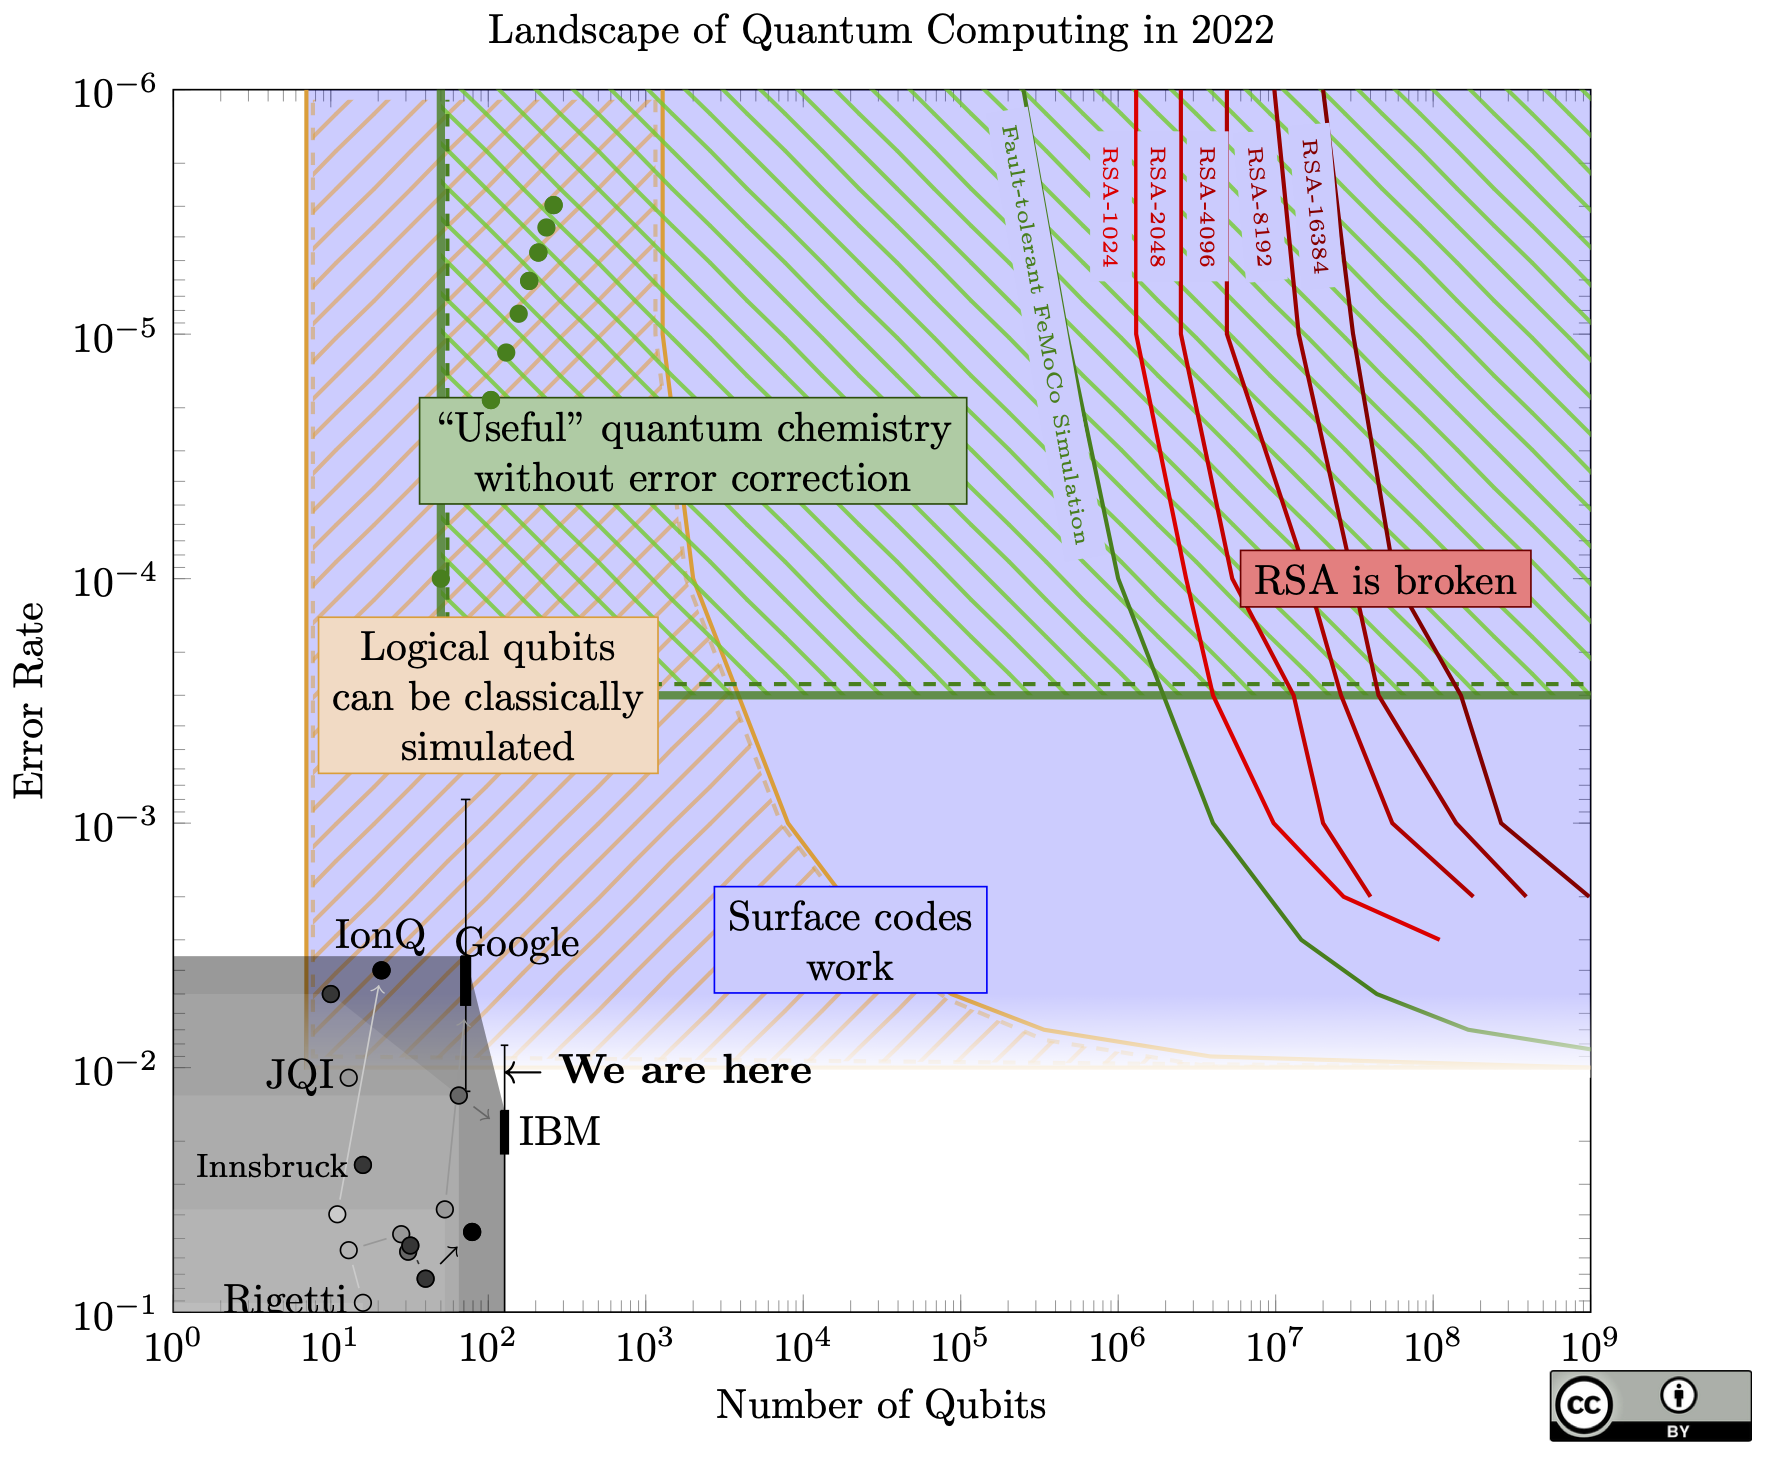 Landscape of Quantum Computing in 2022
Error Rate
10⁻⁶
10⁻⁵
10⁻⁴
10⁻³
10⁻²
10⁻¹
Fault-tolerant FeMoCo Simulation
RSA-1024
RSA-2048
RSA-4096
RSA-8192
RSA-16384
“Useful” quantum chemistry
without error correction
RSA is broken
Logical qubits
can be classically
simulated
Surface codes
work
IonQ
Google
JQI
← We are here
IBM
Innsbruck
Rigetti
10⁰ 10¹ 10² 10³ 10⁴ 10⁵ 10⁶ 10⁷ 10⁸ 10⁹
Number of Qubits
cc
BY